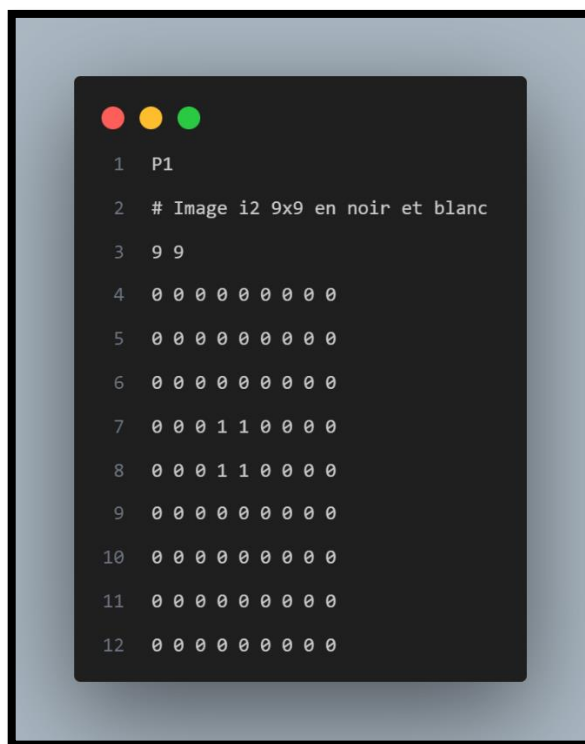 1 P1
2 # Image i2 9x9 en noir et blanc
3 9 9
4 0 0 0 0 0 0 0 0 0
5 0 0 0 0 0 0 0 0 0
6 0 0 0 0 0 0 0 0 0
7 0 0 0 1 1 0 0 0 0
8 0 0 0 1 1 0 0 0 0
9 0 0 0 0 0 0 0 0 0
10 0 0 0 0 0 0 0 0 0
11 0 0 0 0 0 0 0 0 0
12 0 0 0 0 0 0 0 0 0